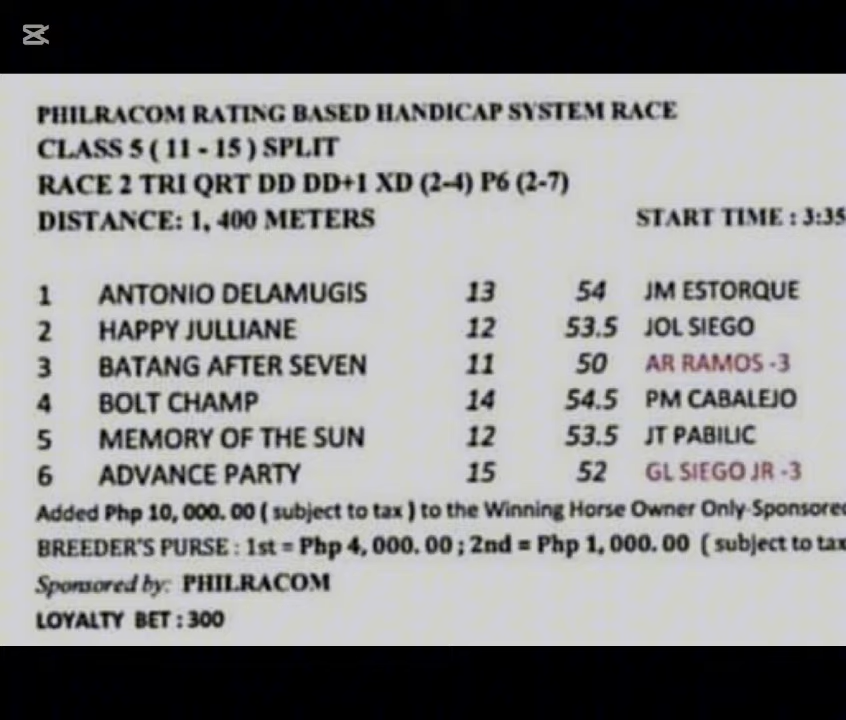 PHILRACOM RATING BASED HANDICAP SYSTEM RACE
CLASS 5 ( 11 - 15 ) SPLIT
RACE 2 TRI QRT DD DD+1 XD (2-4) P6 (2-7)
DISTANCE: 1, 400 METERS START TIME : 3:35
1 ANTONIO DELAMUGIS 13 54 JM ESTORQUE
2 HAPPY JULLIANE 12 53.5 JOL SIEGO
3 BATANG AFTER SEVEN 11 50 AR RAMOS -3
4 BOLT CHAMP 14 54.5 PM CABALEJO
5 MEMORY OF THE SUN 12 53.5 JT PABILIC
6 ADVANCE PARTY 15 52 GL SIEGO JR -3
Added Php 10, 000. 00 ( subject to tax ) to the Winning Horse Owner Only-Sponsored
BREEDER'S PURSE : 1st = Php 4, 000. 00 ; 2nd = Php 1, 000. 00 ( subject to tax
Sponsored by: PHILRACOM
LOYALTY BET : 300